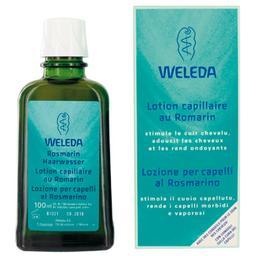 WELEDA
Rosmarin
Haarwasser
Lotion capillaire
au Romarin
Lozione per capelli
al Rosmarino
100ml
WELEDA
Lotion capillaire
au Romarin
stimule le cuir chevelu,
adoucit les cheveux
et les rend ondoyants
Lozione per capelli
al Rosmarino
stimola il cuoio capelluto,
rende i capelli morbidi
e vaporosi